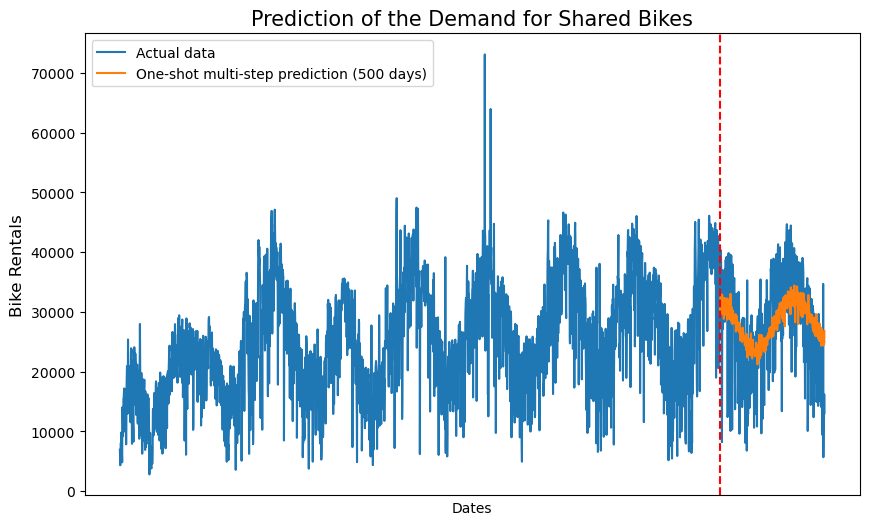 Prediction of the Demand for Shared Bikes
Actual data
One-shot multi-step prediction (500 days)
70000
60000
50000
40000
30000
20000
10000
0
Bike Rentals
Dates